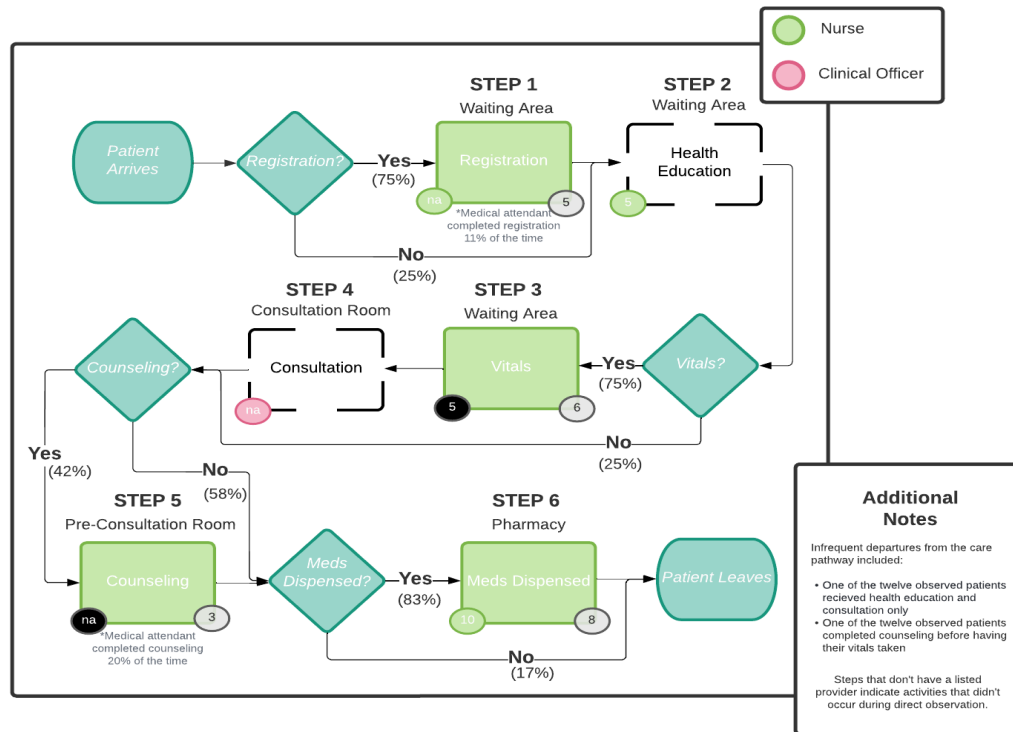 Nurse
Clinical Officer
STEP 1
Waiting Area
STEP 2
Waiting Area
Patient
Arrives
Registration?
Yes
(75%)
Registration
na
5
*Medical attendant
completed registration
11% of the time
Health
Education
5
No
(25%)
STEP 4
Consultation Room
STEP 3
Waiting Area
Counseling?
Consultation
na
Vitals
5
6
Yes
(75%)
Vitals?
No
(25%)
Yes
(42%)
No
(58%)
STEP 5
Pre-Consultation Room
STEP 6
Pharmacy
Counseling
na
3
*Medical attendant
completed counseling
20% of the time
Meds
Dispensed?
Yes
(83%)
Meds Dispensed
10
8
Patient Leaves
No
(17%)
Additional
Notes
Infrequent departures from the care
pathway included:
• One of the twelve observed patients
recieved health education and
consultation only
• One of the twelve observed patients
completed counseling before having
their vitals taken
Steps that don't have a listed
provider indicate activities that didn't
occur during direct observation.